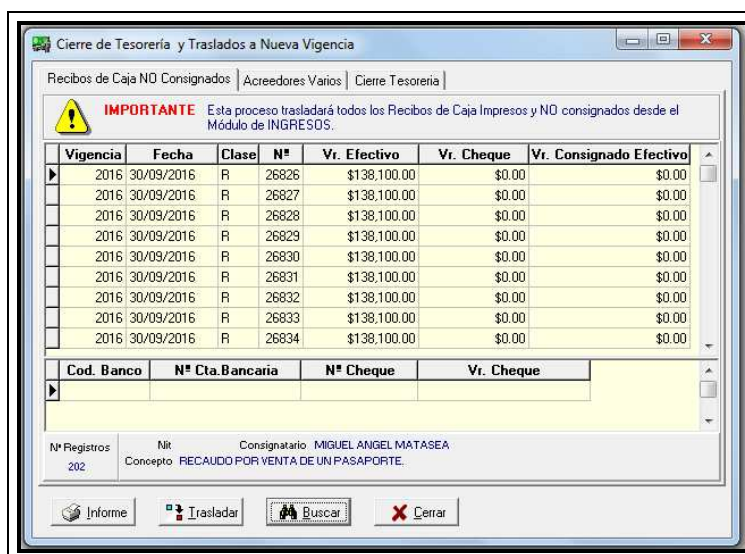 Cierre de Tesorería y Traslados a Nueva Vigencia
Recibos de Caja NO Consignados Acreedores Varios Cierre Tesoreria
IMPORTANTE Esta proceso trasladará todos los Recibos de Caja Impresos y NO consignados desde el
Módulo de INGRESOS.
Vigencia Fecha Clase Nº Vr. Efectivo Vr. Cheque Vr. Consignado Efectivo
2016 30/09/2016 R 26826 $138,100.00 $0.00 $0.00
2016 30/09/2016 R 26827 $138,100.00 $0.00 $0.00
2016 30/09/2016 R 26828 $138,100.00 $0.00 $0.00
2016 30/09/2016 R 26829 $138,100.00 $0.00 $0.00
2016 30/09/2016 R 26830 $138,100.00 $0.00 $0.00
2016 30/09/2016 R 26831 $138,100.00 $0.00 $0.00
2016 30/09/2016 R 26832 $138,100.00 $0.00 $0.00
2016 30/09/2016 R 26833 $138,100.00 $0.00 $0.00
2016 30/09/2016 R 26834 $138,100.00 $0.00 $0.00
Cod. Banco Nº Cta.Bancaria Nº Cheque Vr. Cheque
Nº Registros Nit Consignatario MIGUEL ANGEL MATASEA
202 Concepto RECAUDO POR VENTA DE UN PASAPORTE.
Informe Trasladar Buscar Cerrar